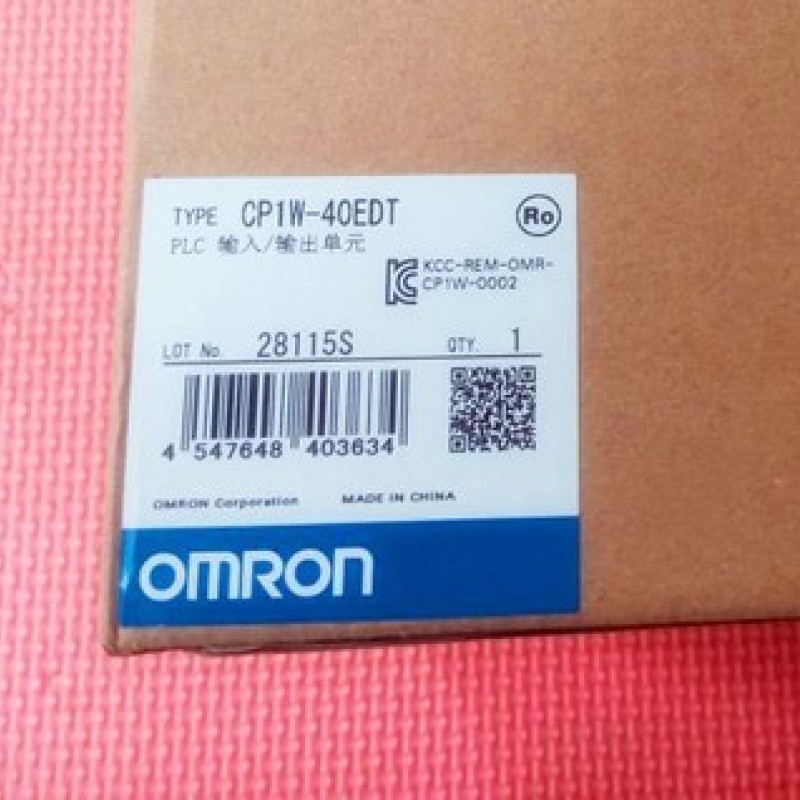 TYPE CP1W-40EDT
Ro
PLC 输入/输出单元
KCC-REM-OMR-
CP1W-0002
LOT No. 28115S QTY. 1
4 547648 403634
OMRON Corporation MADE IN CHINA
OMRON